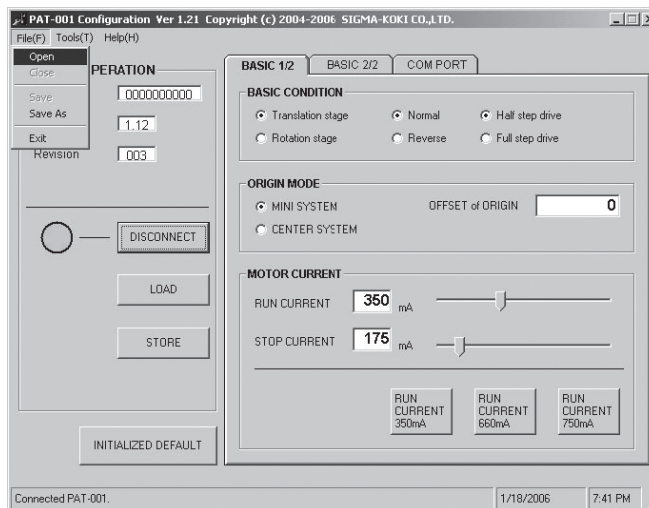 PAT-001 Configuration Ver 1.21 Copyright (c) 2004-2006 SIGMA-KOKI CO.,LTD.
File(F) Tools(T) Help(H)
Open
Close
Save
Save As
Exit
PERATION
0000000000
1.12
Revision 003
DISCONNECT
LOAD
STORE
INITIALIZED DEFAULT
BASIC 1/2 BASIC 2/2 COM PORT
BASIC CONDITION
Translation stage Normal Half step drive
Rotation stage Reverse Full step drive
ORIGIN MODE
MINI SYSTEM OFFSET of ORIGIN 0
CENTER SYSTEM
MOTOR CURRENT
RUN CURRENT 350 mA
STOP CURRENT 175 mA
RUN CURRENT 350mA
RUN CURRENT 660mA
RUN CURRENT 750mA
Connected PAT-001. 1/18/2006 7:41 PM